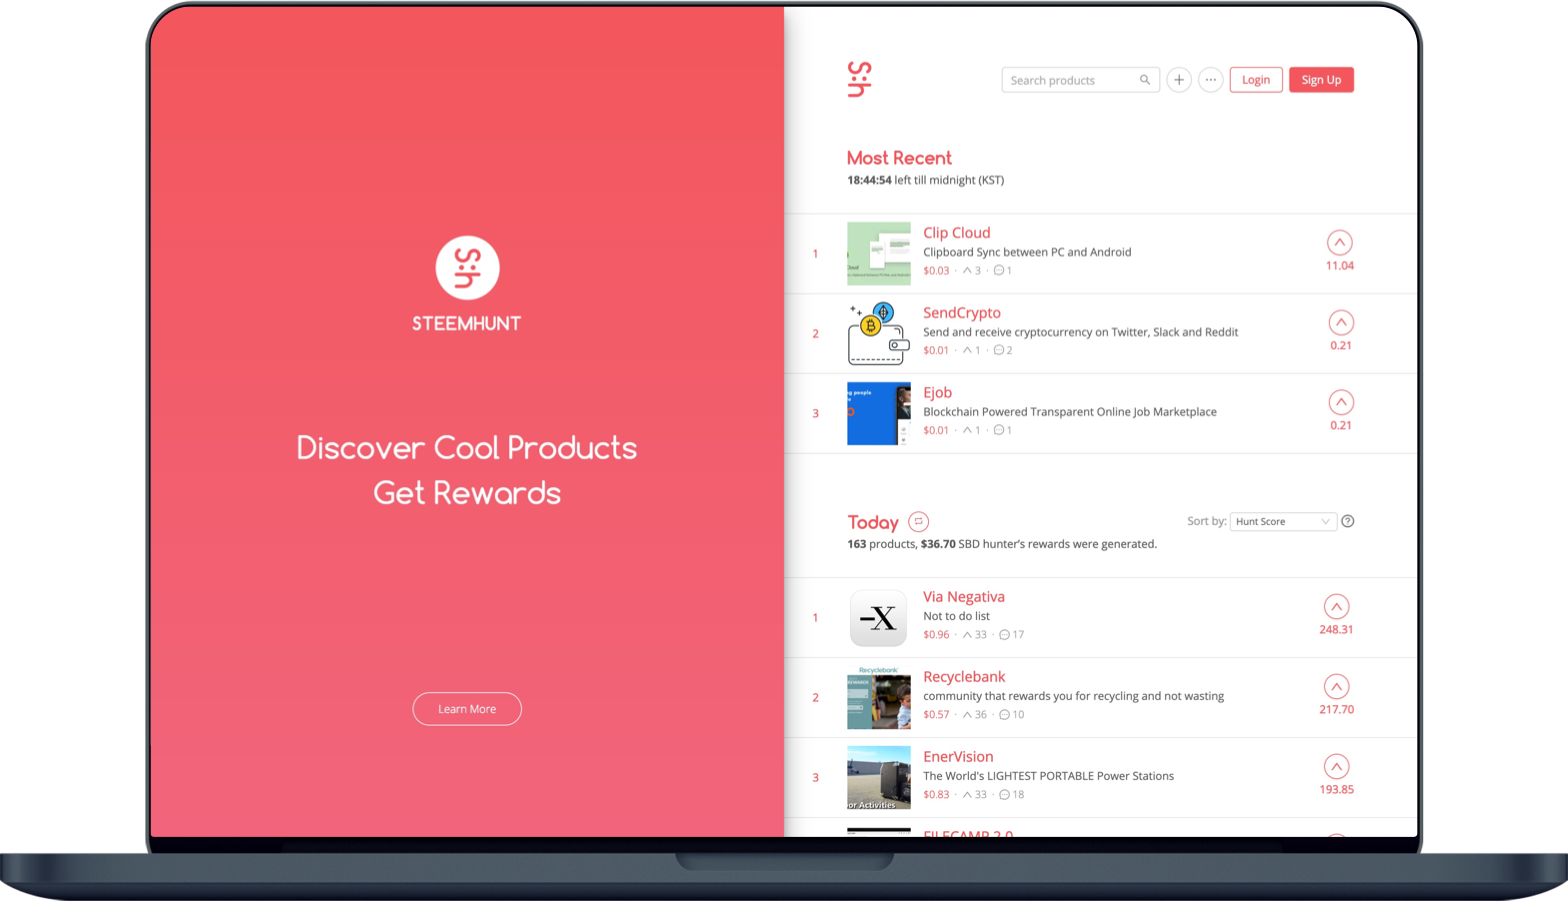 S:h
STEEMHUNT
Discover Cool Products
Get Rewards
Learn More
S:h
Search products
Login
Sign Up
Most Recent
18:44:54 left till midnight (KST)
1
Clip Cloud
Clipboard Sync between PC and Android
$0.03 · 3 · 1
11.04
2
SendCrypto
Send and receive cryptocurrency on Twitter, Slack and Reddit
$0.01 · 1 · 2
0.21
3
ng people
Ejob
Blockchain Powered Transparent Online Job Marketplace
$0.01 · 1 · 1
0.21
Today
Sort by: Hunt Score ?
163 products, $36.70 SBD hunter's rewards were generated.
1
-X
Via Negativa
Not to do list
$0.96 · 33 · 17
248.31
2
Recyclebank
Recyclebank
community that rewards you for recycling and not wasting
$0.57 · 36 · 10
217.70
3
or Activities
EnerVision
The World's LIGHTEST PORTABLE Power Stations
$0.83 · 33 · 18
193.85
FILECAMP 2.0